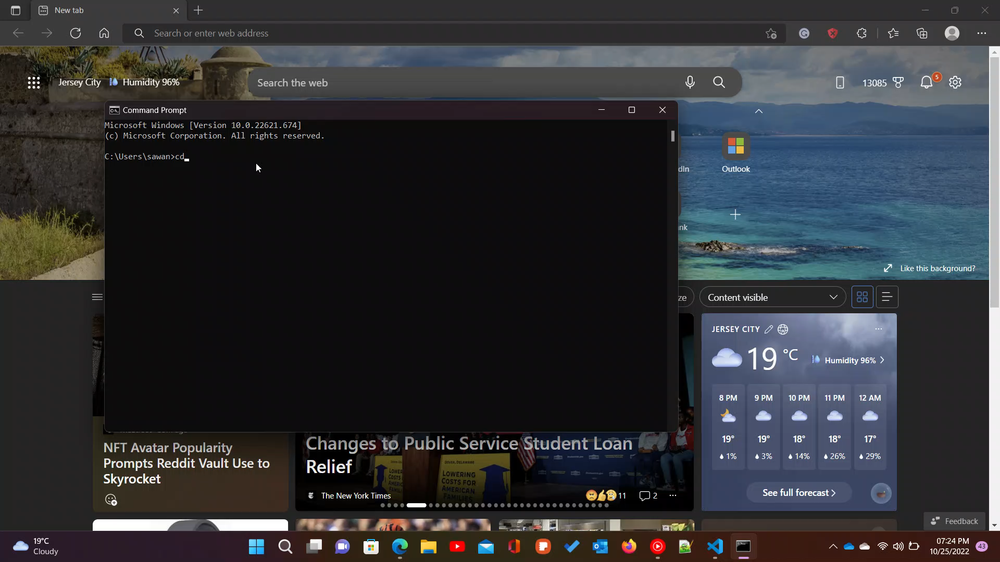 New tab
Search or enter web address
Jersey City
Humidity 96%
Search the web
13085
5
Command Prompt
Microsoft Windows [Version 10.0.22621.674]
(c) Microsoft Corporation. All rights reserved.
C:\Users\sawan>cd
dIn
Outlook
nk
Like this background?
ze
Content visible
JERSEY CITY
19 °C
Humidity 96%
8 PM 9 PM 10 PM 11 PM 12 AM
19° 19° 18° 18° 17°
1% 3% 14% 26% 29%
See full forecast
NFT Avatar Popularity
Prompts Reddit Vault Use to
Skyrocket
Changes to Public Service Student Loan
Relief
DOVER, DELAWARE
LOWERING
COSTS FOR
AMERICAN
FAMILIES
The New York Times
11
2
Feedback
19°C
Cloudy
07:24 PM
10/25/2022
43